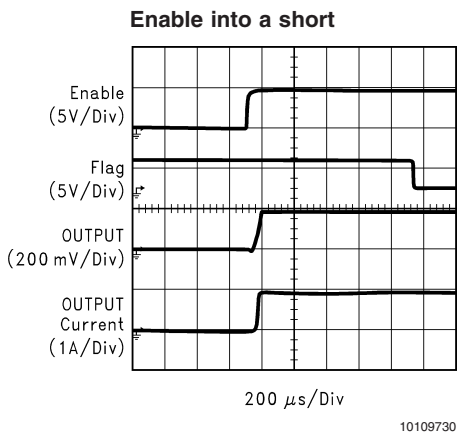 Enable into a short
Enable
(5V/Div)
Flag
(5V/Div)
OUTPUT
(200 mV/Div)
OUTPUT
Current
(1A/Div)
200 μs/Div
10109730